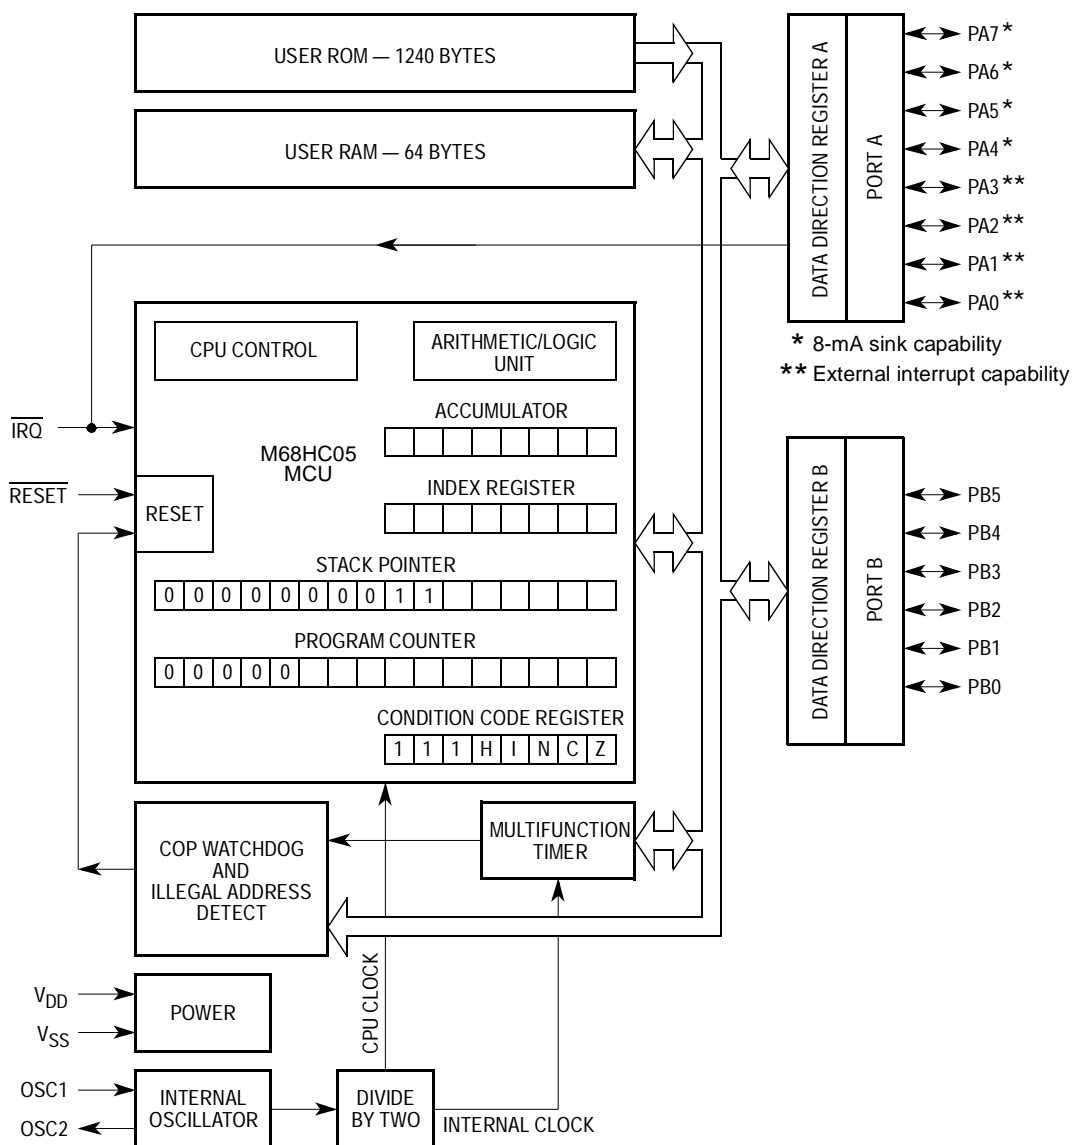 USER ROM — 1240 BYTES
USER RAM — 64 BYTES
DATA DIRECTION REGISTER A
PORT A
PA7 *
PA6 *
PA5 *
PA4 *
PA3 **
PA2 **
PA1 **
PA0 **
* 8-mA sink capability
** External interrupt capability
CPU CONTROL
ARITHMETIC/LOGIC
UNIT
ACCUMULATOR
IRQ
M68HC05
MCU
INDEX REGISTER
RESET
RESET
STACK POINTER
0 0 0 0 0 0 0 0 1 1
PROGRAM COUNTER
0 0 0 0 0
CONDITION CODE REGISTER
1 1 1 H I N C Z
DATA DIRECTION REGISTER B
PORT B
PB5
PB4
PB3
PB2
PB1
PB0
COP WATCHDOG
AND
ILLEGAL ADDRESS
DETECT
MULTIFUNCTION
TIMER
CPU CLOCK
VDD
VSS
POWER
OSC1
OSC2
INTERNAL
OSCILLATOR
DIVIDE
BY TWO
INTERNAL CLOCK